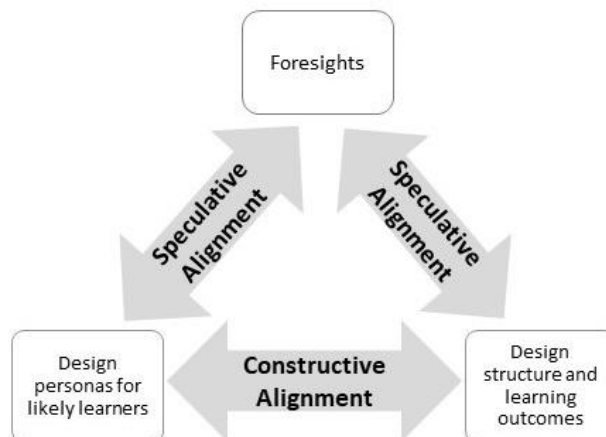 Foresights
Speculative
Alignment
Speculative
Alignment
Design
personas for
likely learners
Constructive
Alignment
Design
structure and
learning
outcomes